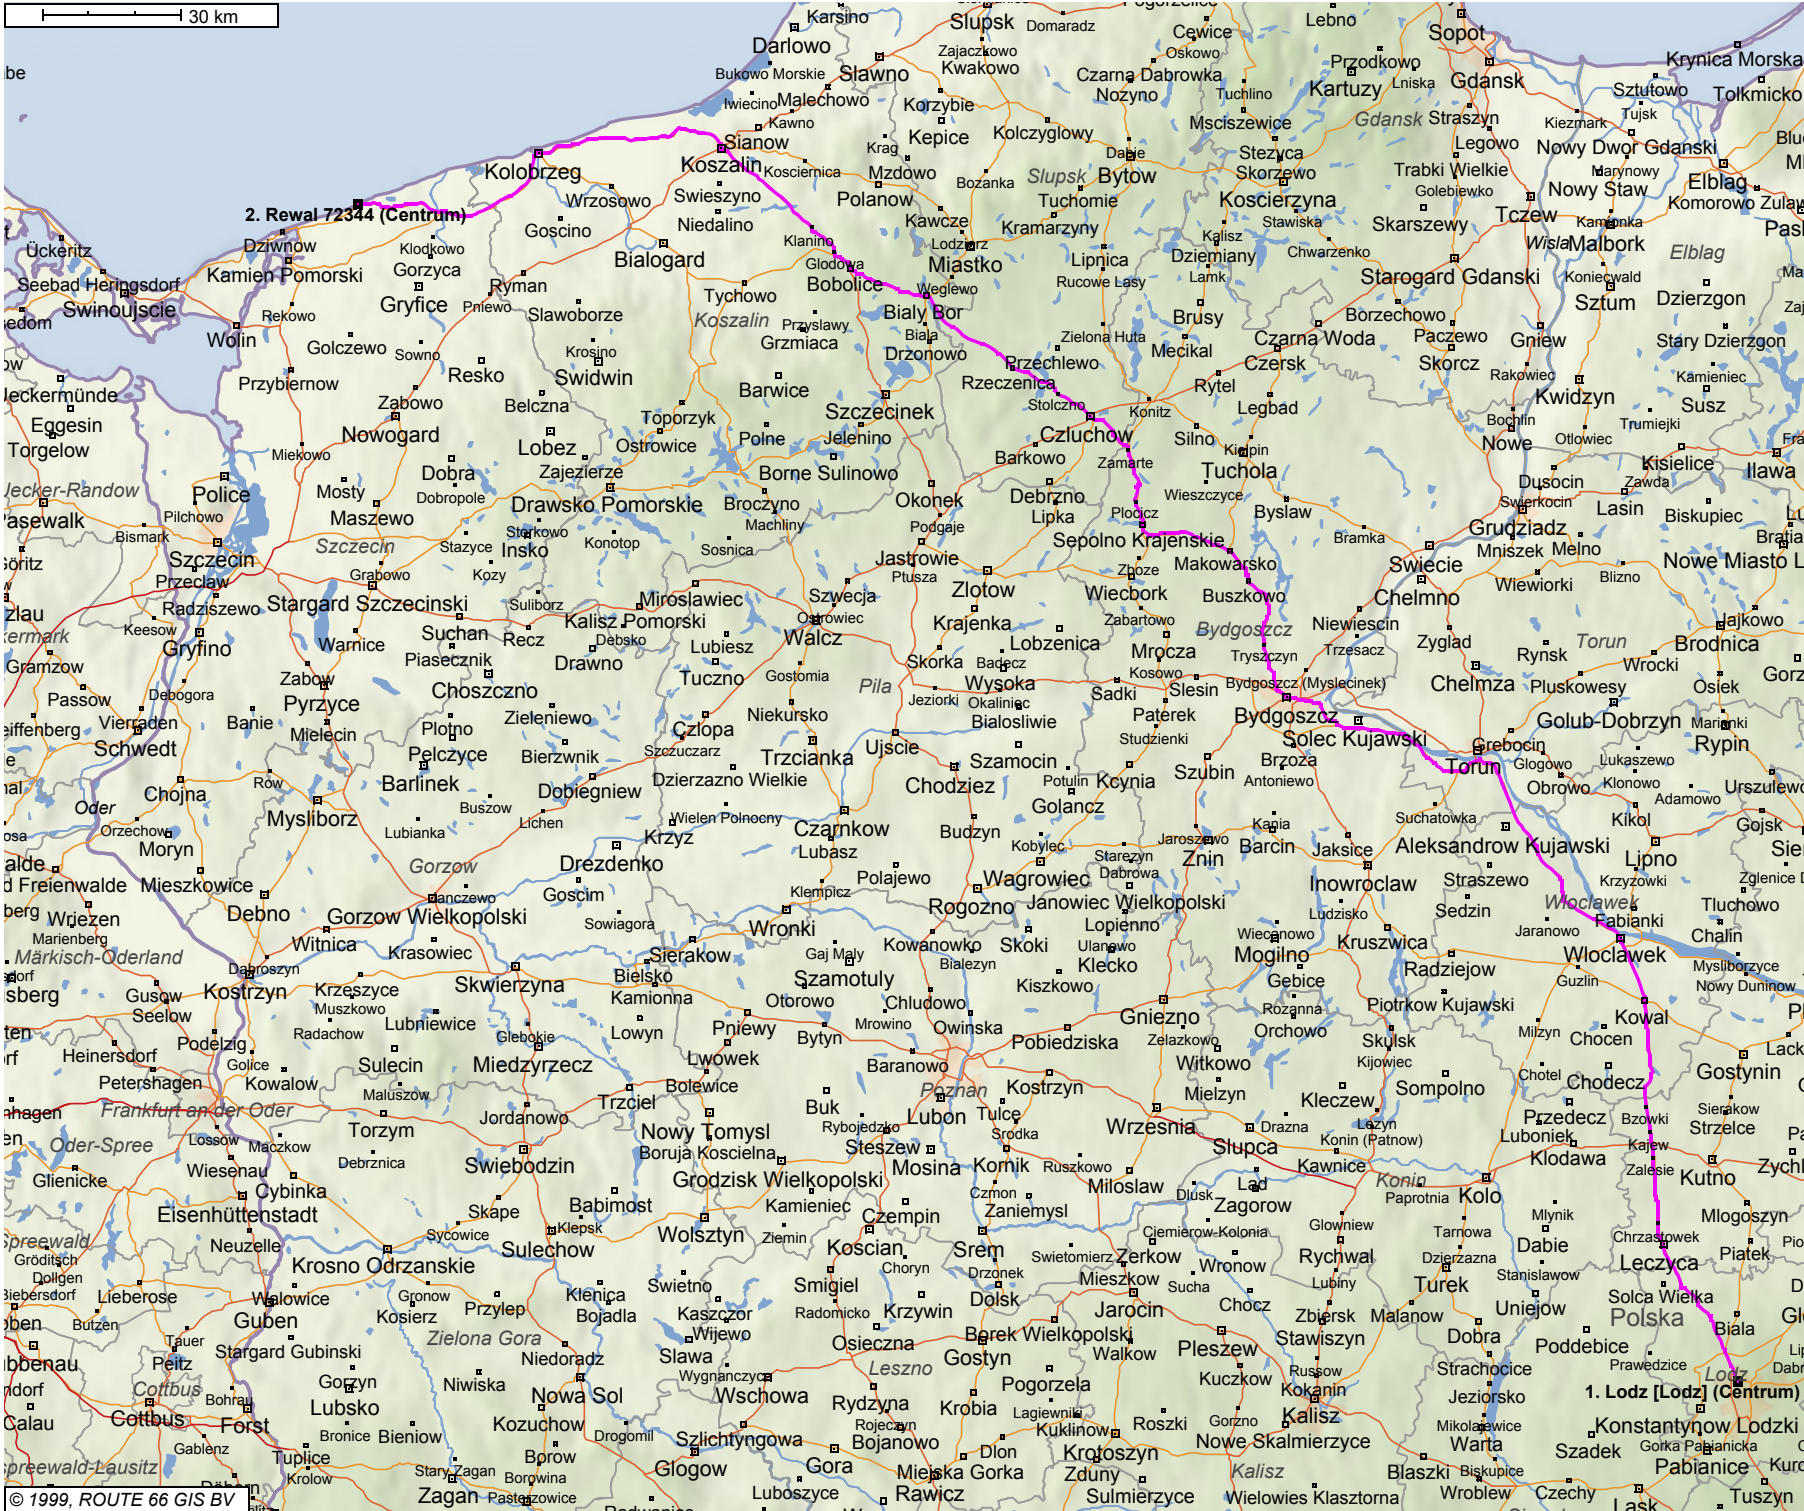 30 km
Karsino
Slupsk
Domaradz
Lebno
Cewice
Sopot
Darlowo
Zajaczkowo
Oskowo
Przodkowo
Krynica Morska
Bukowo Morskie
Slawno
Kwakowo
Czarna Dabrowka
Kartuzy
Lniska
Gdansk
Sztutowo
Tolkmicko
Iwiecino
Malechowo
Korzybie
Nozyno
Tuchlino
Gdansk
Straszyn
Tujsk
Kawno
Kepice
Kolczyglowy
Msciszewice
Kiezmark
Sianow
Krag
Legowo
Nowy Dwor Gdanski
Kolobrzeg
Koszalin
Kosciernica
Mzdowo
Dabie
Bytow
Stezyca
Skorzewo
Trabki Wielkie
Marynowy
Swieszyno
Polanow
Bozanka
Slupsk
Tuchomie
Golebiewko
Nowy Staw
Elblag
Wrzosowo
Koscierzyna
Komorowo Zulaw
2. Rewal 72344 (Centrum)
Niedalino
Kawcze
Kramarzyny
Stawiska
Skarszewy
Tczew
Kamionka
Dziwnow
Goscino
Klanino
Lodzierz
Kalisz
Chwarzenko
Wisla
Malbork
Elblag
Ückeritz
Klodkowo
Bialogard
Glodowa
Miastko
Lipnica
Dziemiany
Kamien Pomorski
Gorzyca
Bobolice
Weglewo
Rucowe Lasy
Lamk
Starogard Gdanski
Koniecwald
Seebad Heringsdorf
Ryman
Tychowo
Sztum
Dzierzgon
Swinoujscie
Gryfice
Pniewo
Slawoborze
Koszalin
Przyslawy
Bialy Bor
Brusy
Borzechowo
Rekowo
Grzmiaca
Biala
Zielona Huta
Czarna Woda
Paczewo
Gniew
Stary Dzierzgon
Wolin
Golczewo
Sowno
Krosino
Drzonowo
Przechlewo
Mecikal
Czersk
Skorcz
Resko
Swidwin
Barwice
Rzeczenica
Rytel
Rakowiec
Kamieniec
Przybiernow
Zabowo
Belczna
Szczecinek
Stolczno
Konitz
Legbad
Kwidzyn
Susz
Eggesin
Toporzyk
Bochlin
Trumiejki
Torgelow
Nowogard
Lobez
Ostrowice
Polne
Jelenino
Czluchow
Silno
Kielpin
Nowe
Otlowiec
Miekowo
Dobra
Zajezierze
Borne Sulinowo
Barkowo
Zamarte
Tuchola
Kisielice
Ilawa
Police
Mosty
Dobropole
Drawsko Pomorskie
Broczyno
Okonek
Debrzno
Wieszczyce
Dusocin
Zawda
Pilchowo
Maszewo
Machliny
Lipka
Plocicz
Byslaw
Swierkocin
Lasin
Biskupiec
Bismark
Storkowo
Konotop
Podgaje
Grudziadz
Szczecin
Szczecin
Stazyce
Insko
Sosnica
Jastrowie
Sepolno Krajenskie
Bramka
Mniszek
Melno
Przeclaw
Grabowo
Kozy
Ptusza
Zboze
Makowarsko
Swiecie
Wiewiorki
Blizno
Radziszewo
Stargard Szczecinski
Suliborz
Miroslawiec
Szwecja
Zlotow
Wiecbork
Buszkowo
Chelmno
Keesow
Suchan
Recz
Kalisz Pomorski
Ostrowiec
Krajenka
Zabartowo
Bydgoszcz
Niewiescin
Torun
Jajkowo
Gramzow
Gryfino
Warnice
Debsko
Walcz
Lobzenica
Zyglad
Brodnica
Piasecznik
Drawno
Lubiesz
Skorka
Badecz
Mrocza
Tryszczyn
Trzesacz
Rynsk
Wrocki
Passow
Debogora
Zabow
Choszczno
Tuczno
Gostomia
Pila
Wysoka
Kosowo
Chelmza
Pluskowesy
Osiek
Pyrzyce
Jeziorki
Okaliniec
Sadki
Slesin
Bydgoszcz (Myslecinek)
Vierraden
Banie
Plotno
Zieleniewo
Czlopa
Niekursko
Bialosliwie
Paterek
Bydgoszcz
Golub-Dobrzyn
Marianki
Schwedt
Mielecin
Pelczyce
Bierzwnik
Szczuczarz
Trzcianka
Ujscie
Studzienki
Solec Kujawski
Grebocin
Rypin
Oder
Chojna
Row
Barlinek
Dobiegniew
Dzierzazno Wielkie
Szamocin
Potulin
Kcynia
Szubin
Brzoza
Torun
Glogowo
Lukaszewo
Antoniewo
Mysliborz
Buszow
Chodziez
Golancz
Obrowo
Klonowo
Adamowo
Orzechow
Lubianka
Lichen
Wielen Polnocny
Czarnkow
Budzyn
Kania
Suchatowka
Kikol
Gojsk
Moryn
Krzyz
Lubasz
Kobylec
Jaroszewo
Barcin
Aleksandrow Kujawski
Drezdenko
Starezyn
Znin
Jaksice
Lipno
Freienwalde
Mieszkowice
Gorzow
Goscim
Polajewo
Wagrowiec
Dabrowa
Inowroclaw
Straszewo
Krzyzowki
Debno
Danczewo
Klempicz
Rogozno
Janowiec Wielkopolski
Wloclawek
Tluchowo
Wriezen
Gorzow Wielkopolski
Sowiagora
Wronki
Lopienno
Ludzisko
Sedzin
Fabianki
Marienberg
Witnica
Krasowiec
Kowanowko
Skoki
Ulanowo
Wiecanowo
Kruszwica
Jaranowo
Chalin
Märkisch-Oderland
Sierakow
Gaj Maly
Bialezyn
Klecko
Mogilno
Radziejow
Wloclawek
Mysliborzyce
Dabroszyn
Bielsko
Szamotuly
Kiszkowo
Gebice
Guzlin
Nowy Duninow
Kostrzyn
Krzeszyce
Skwierzyna
Kamionna
Otorowo
Chludowo
Rozanna
Piotrkow Kujawski
Gusow
Muszkowo
Gniezno
Kowal
Seelow
Radachow
Lubniewice
Lowyn
Pniewy
Mrowino
Owinska
Orchowo
Milzyn
Podelzig
Glebokie
Bytyn
Pobiedziska
Zelazkowo
Skulsk
Chocen
Heinersdorf
Golice
Sulecin
Miedzyrzecz
Lwowek
Baranowo
Witkowo
Kijowiec
Petershagen
Kowalow
Bolewice
Poznan
Kostrzyn
Mielzyn
Sompolno
Chotel
Chodecz
Gostynin
Maluszow
Trzciel
Kleczew
Frankfurt an der Oder
Jordanowo
Buk
Lubon
Tulce
Przedecz
Bzowki
Sierakow
Torzym
Rybojedzko
Wrzesnia
Drazna
Lezyn
Strzelce
Lossow
Maczkow
Nowy Tomysl
Srodka
Luboniek
Oder-Spree
Boruja Koscielna
Steszew
Slupca
Konin (Patnow)
Kajew
Wiesenau
Debrznica
Swiebodzin
Mosina
Kornik
Ruszkowo
Kawnice
Klodawa
Zalesie
Glienicke
Grodzisk Wielkopolski
Miloslaw
Lad
Konin
Kolo
Kutno
Cybinka
Czmon
Dlusk
Paprotnia
Eisenhüttenstadt
Skape
Babimost
Kamieniec
Czempin
Zaniemysl
Zagorow
Mlynik
Mlogoszyn
Klepsk
Wolsztyn
Ziemin
Ciemierow-Kolonia
Glowniew
Tarnowa
Spreewald
Neuzelle
Sycowice
Sulechow
Koscian
Srem
Swietomierz
Zerkow
Rychwal
Dabie
Chrzastowek
Piatek
Gröditsch
Krosno Odrzanskie
Choryn
Wronow
Dzierzazna
Leczyca
Dollgen
Swietno
Smigiel
Drzonek
Mieszkow
Sucha
Lubiny
Turek
Stanislawow
Biebersdorf
Lieberose
Walowice
Gronow
Przylep
Klenica
Dolsk
Solca Wielka
Kaszczor
Radomicko
Krzywin
Jarocin
Chocz
Zbiersk
Malanow
Uniejow
Polska
Butzen
Guben
Kosierz
Bojadla
Wijewo
Borek Wielkopolski
Stawiszyn
Biala
Tauer
Stargard Gubinski
Zielona Gora
Osieczna
Walkow
Dobra
Poddebice
Peitz
Niedoradz
Slawa
Leszno
Gostyn
Pleszew
Cottbus
Gorzyn
Niwiska
Wygnanczyce
Kuczkow
Russow
Strachocice
Prawedzice
Lodz
Bohrau
Nowa Sol
Wschowa
Pogorzela
Kokanin
Jeziorsko
1. Lodz [Lodz] (Centrum)
Calau
Cottbus
Forst
Lubsko
Kozuchow
Rydzyna
Krobia
Lagiewniki
Roszki
Gorzno
Kalisz
Mikolajewice
Konstantynow Lodzki
Gablenz
Bronice
Bieniow
Drogomil
Rojeczyn
Kuklinow
Nowe Skalmierzyce
Warta
Gorka Pabianicka
Szlichtyngowa
Bojanowo
Dlon
Krotoszyn
Szadek
Spreewald-Lausitz
Tuplice
Krolow
Stary Zagan
Borow
Borowina
Glogow
Gora
Miejska Gorka
Zduny
Kalisz
Blaszki
Biskupice
Pabianice
Zagan
Pasterzowice
Luboszyce
Rawicz
Sulmierzyce
Wielowies Klasztorna
Wroblew
Czechy
Lask
Tuszyn
© 1999, ROUTE 66 GIS BV